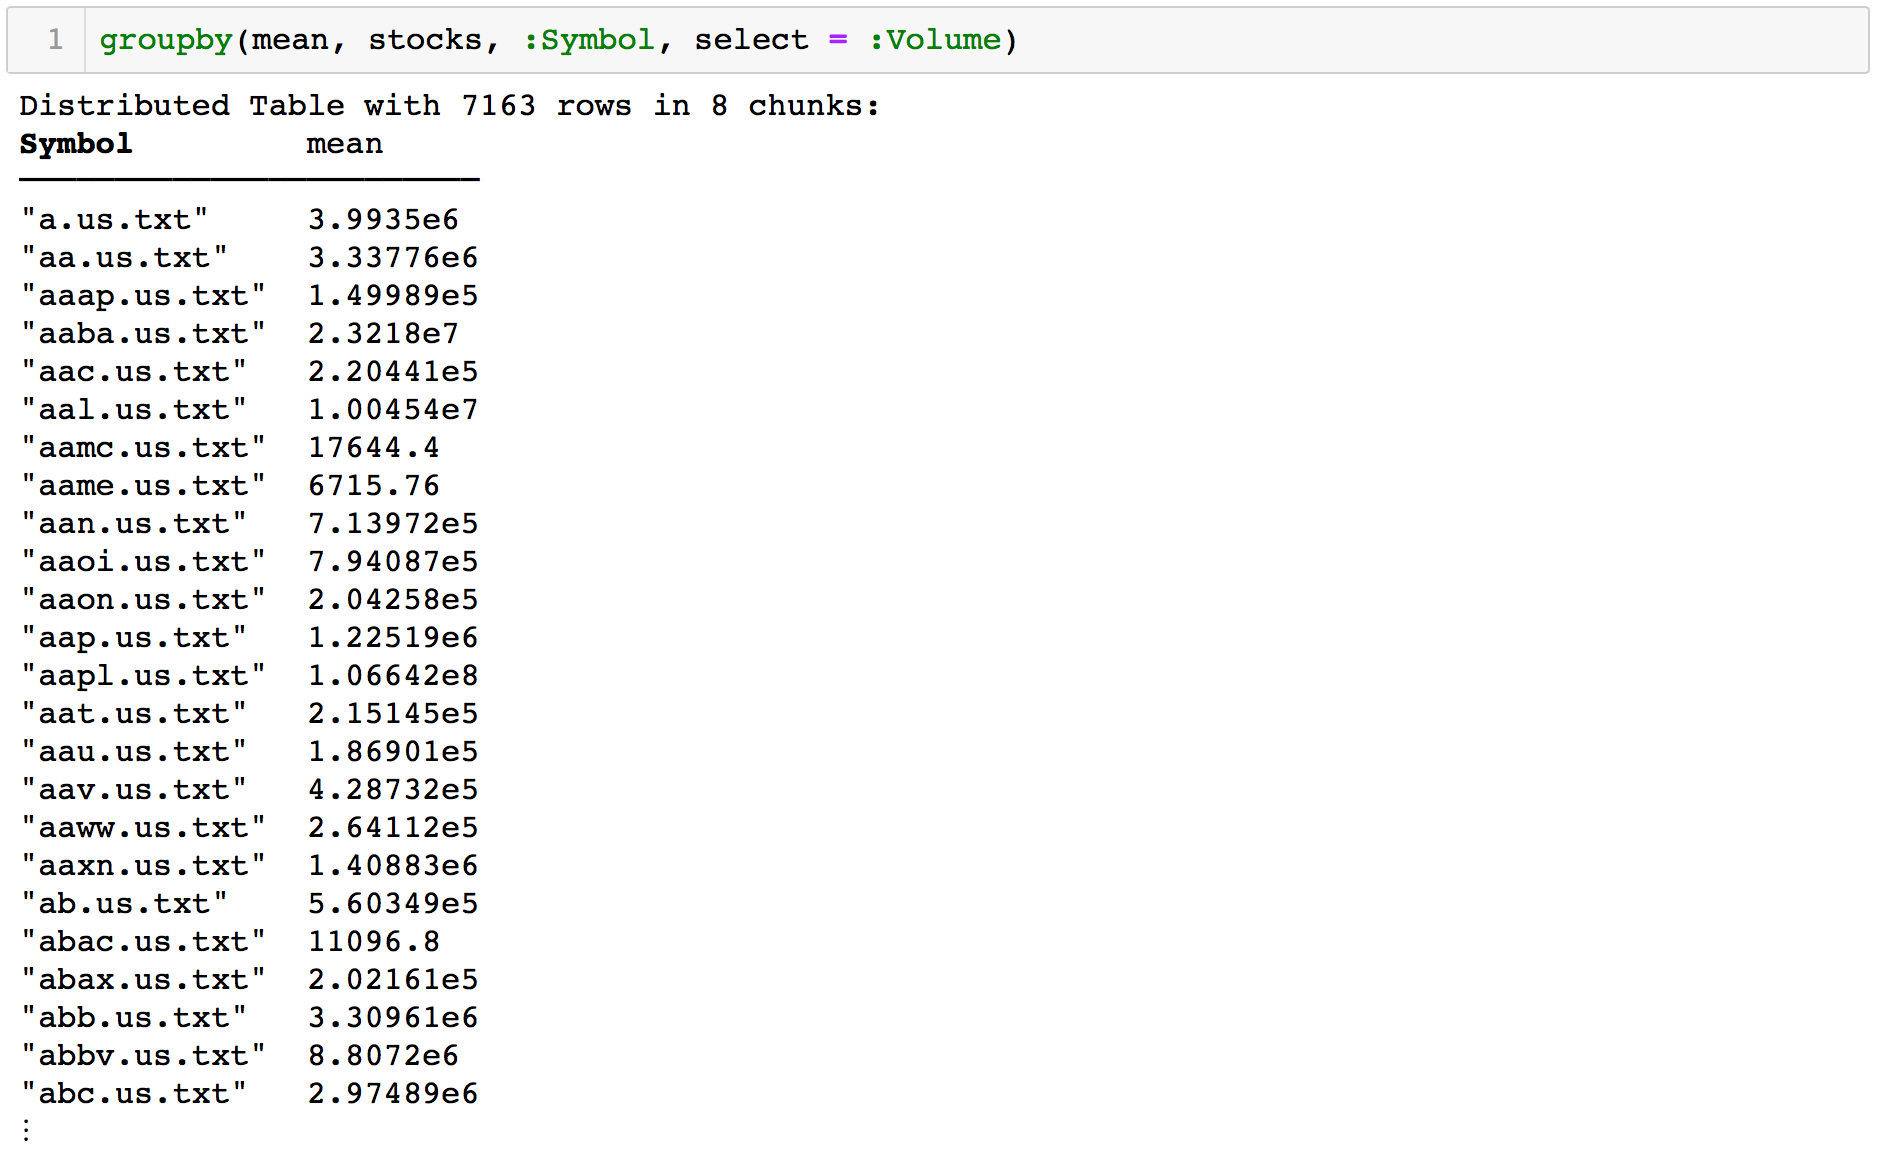 1 groupby(mean, stocks, :Symbol, select = :Volume)
Distributed Table with 7163 rows in 8 chunks:
Symbol mean
"a.us.txt" 3.9935e6
"aa.us.txt" 3.33776e6
"aaap.us.txt" 1.49989e5
"aaba.us.txt" 2.3218e7
"aac.us.txt" 2.20441e5
"aal.us.txt" 1.00454e7
"aamc.us.txt" 17644.4
"aame.us.txt" 6715.76
"aan.us.txt" 7.13972e5
"aaoi.us.txt" 7.94087e5
"aaon.us.txt" 2.04258e5
"aap.us.txt" 1.22519e6
"aapl.us.txt" 1.06642e8
"aat.us.txt" 2.15145e5
"aau.us.txt" 1.86901e5
"aav.us.txt" 4.28732e5
"aaww.us.txt" 2.64112e5
"aaxn.us.txt" 1.40883e6
"ab.us.txt" 5.60349e5
"abac.us.txt" 11096.8
"abax.us.txt" 2.02161e5
"abb.us.txt" 3.30961e6
"abbv.us.txt" 8.8072e6
"abc.us.txt" 2.97489e6
⋮